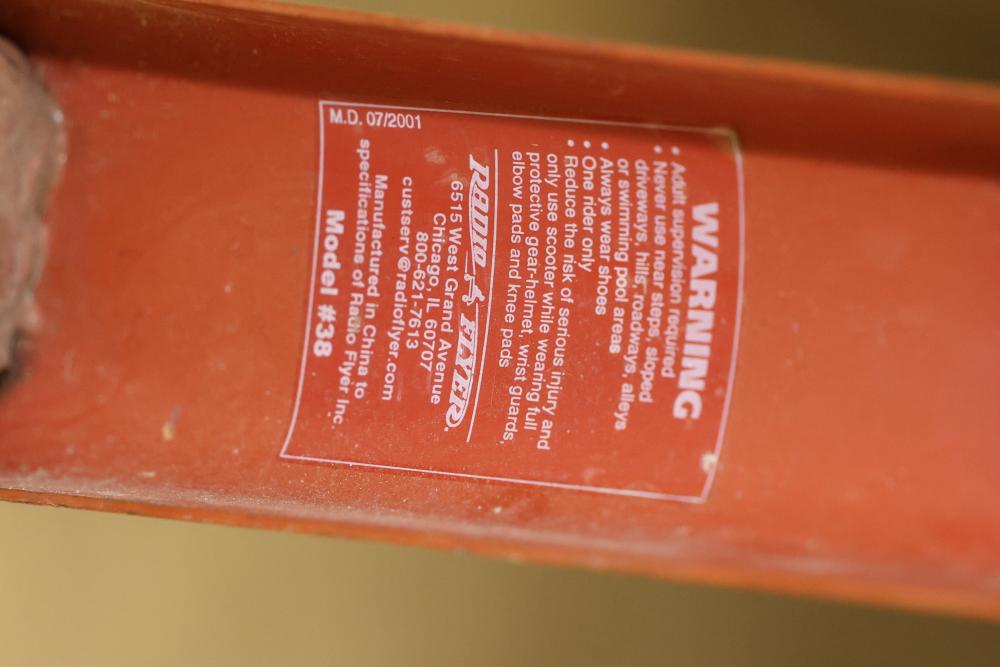 WARNING
• Adult supervision required
• Never use near steps, sloped
driveways, hills, roadways, alleys
or swimming pool areas
• Always wear shoes
• One rider only
• Reduce the risk of serious injury and
only use scooter while wearing full
protective gear-helmet, wrist guards,
elbow pads and knee pads
RADIO FLYER®
6515 West Grand Avenue
Chicago, IL 60707
800-621-7613
custserv@radioflyer.com
Manufactured in China to
specifications of Radio Flyer Inc.
Model #38
M.D. 07/2001